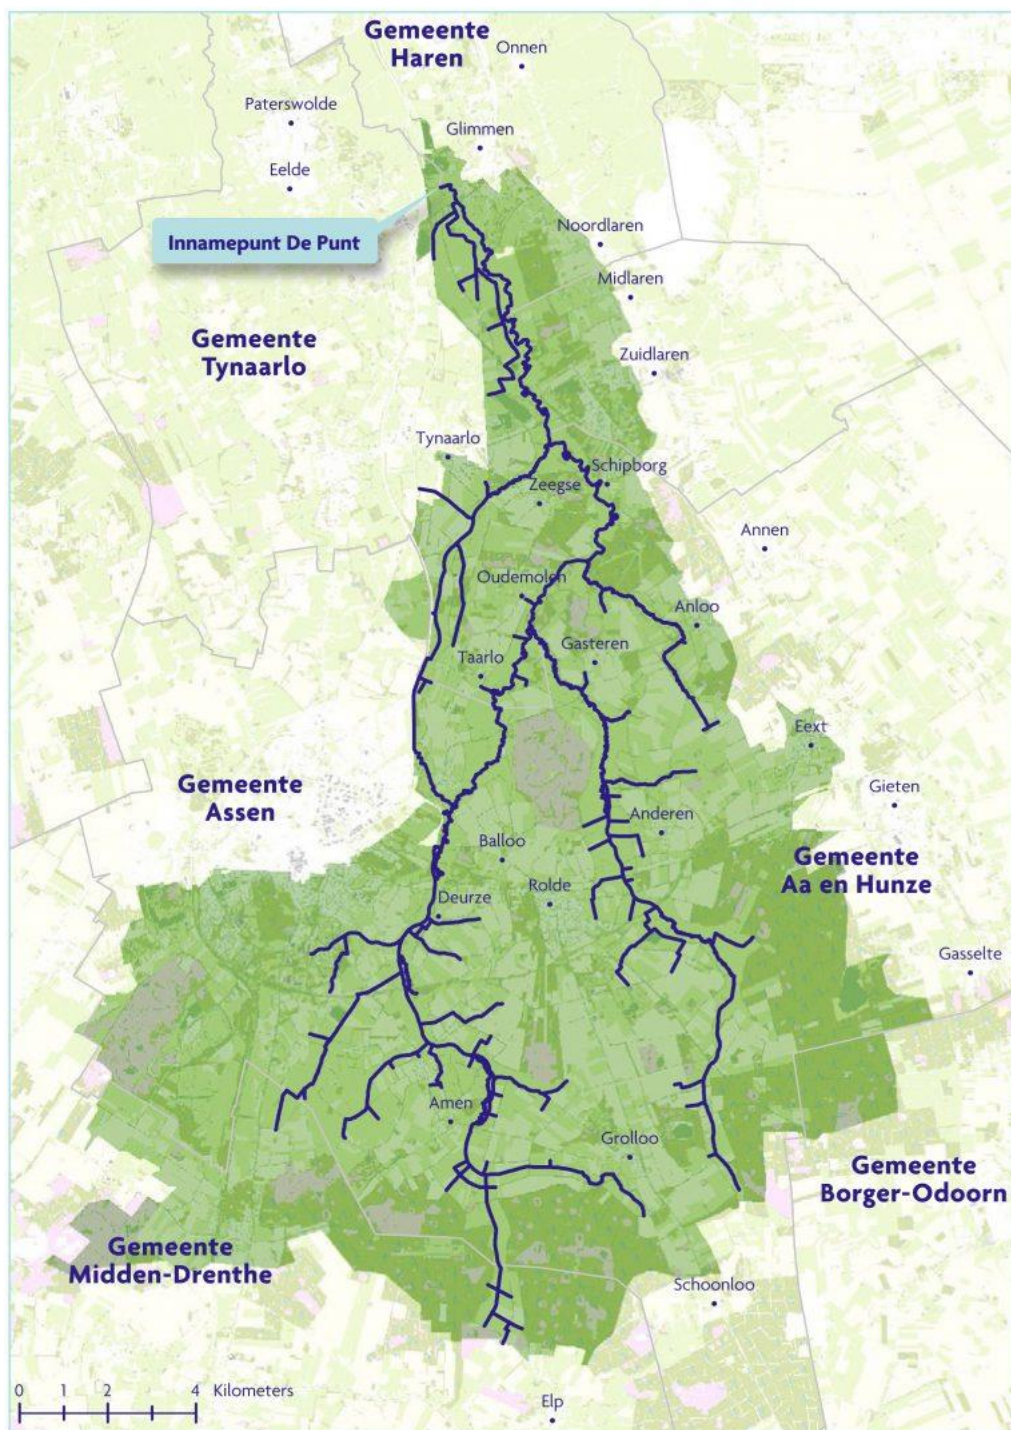 Gemeente
Haren
Onnen
Paterswolde
Glimmen
Eelde
Innamepunt De Punt
Noordlaren
Midlaren
Gemeente
Tynaarlo
Zuidlaren
Tynaarlo
Schipborg
Zeegse
Annen
Oudemolen
Anloo
Gasteren
Taarlo
Eext
Gemeente
Assen
Gieten
Anderen
Balloo
Gemeente
Aa en Hunze
Rolde
Deurze
Gasselte
Amen
Grolloo
Gemeente
Borger-Odoorn
Gemeente
Midden-Drenthe
Schoonloo
0 1 2 4 Kilometers
Elp